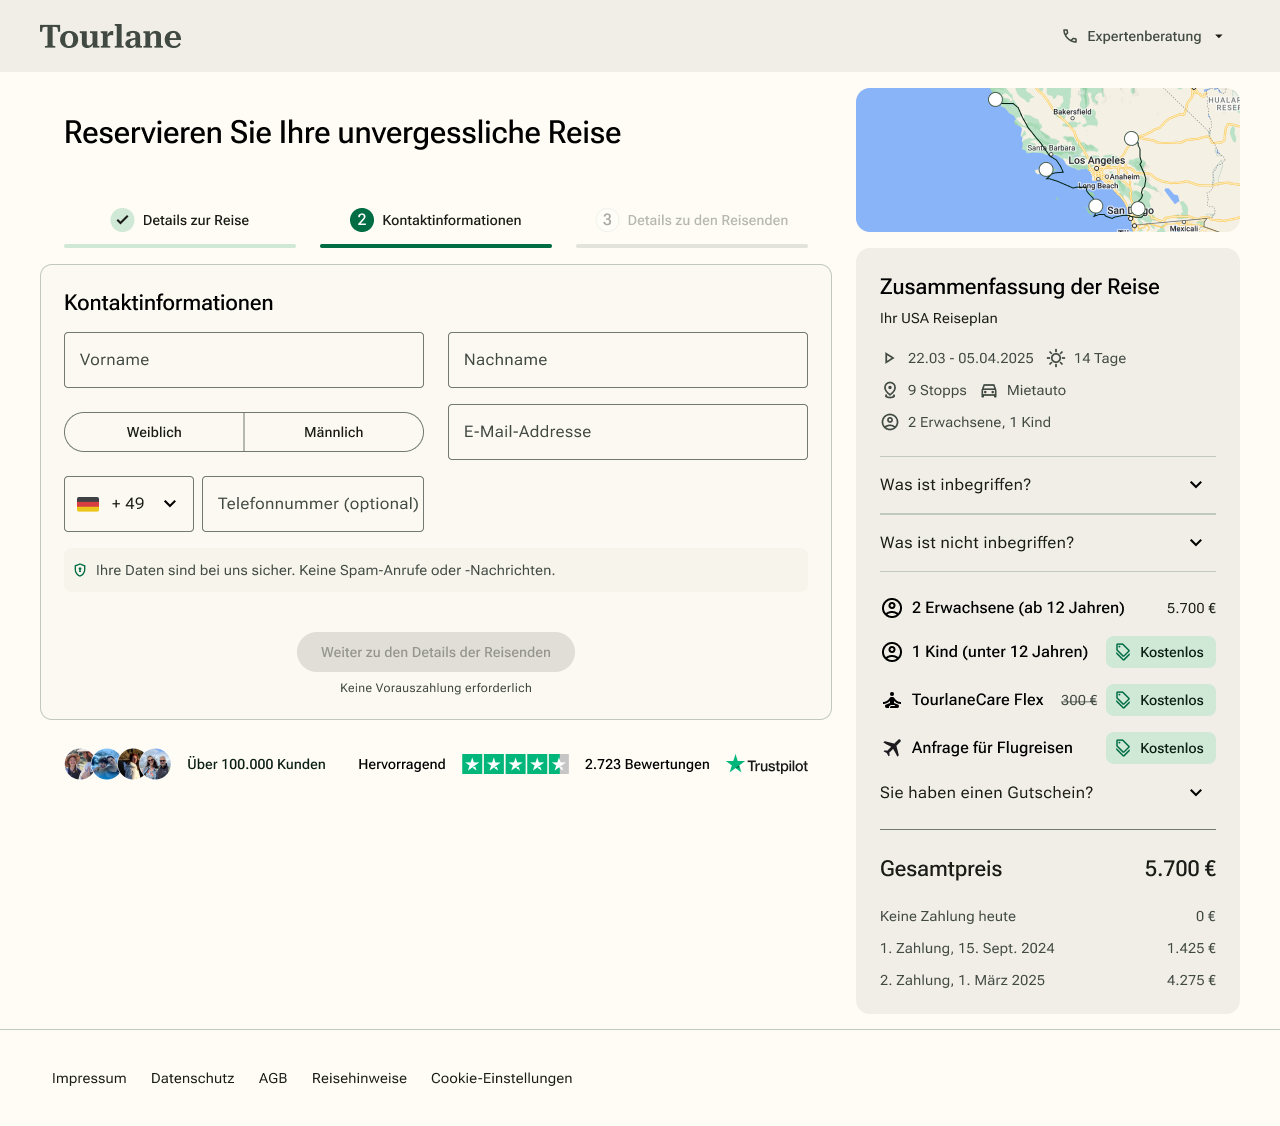 Tourlane
Expertenberatung
Reservieren Sie Ihre unvergessliche Reise
Details zur Reise
2 Kontaktinformationen
3 Details zu den Reisenden
Kontaktinformationen
Vorname
Nachname
Weiblich
Männlich
E-Mail-Adresse
+ 49
Telefonnummer (optional)
Ihre Daten sind bei uns sicher. Keine Spam-Anrufe oder -Nachrichten.
Weiter zu den Details der Reisenden
Keine Vorauszahlung erforderlich
Über 100.000 Kunden
Hervorragend
2.723 Bewertungen
Trustpilot
Bakersfield
Santa Barbara
Los Angeles
Anaheim
Long Beach
San Diego
Mexicali
HUALAP
RESER
Zusammenfassung der Reise
Ihr USA Reiseplan
22.03 - 05.04.2025
14 Tage
9 Stopps
Mietauto
2 Erwachsene, 1 Kind
Was ist inbegriffen?
Was ist nicht inbegriffen?
2 Erwachsene (ab 12 Jahren) 5.700 €
1 Kind (unter 12 Jahren) Kostenlos
TourlaneCare Flex 300 € Kostenlos
Anfrage für Flugreisen Kostenlos
Sie haben einen Gutschein?
Gesamtpreis 5.700 €
Keine Zahlung heute 0 €
1. Zahlung, 15. Sept. 2024 1.425 €
2. Zahlung, 1. März 2025 4.275 €
Impressum
Datenschutz
AGB
Reisehinweise
Cookie-Einstellungen